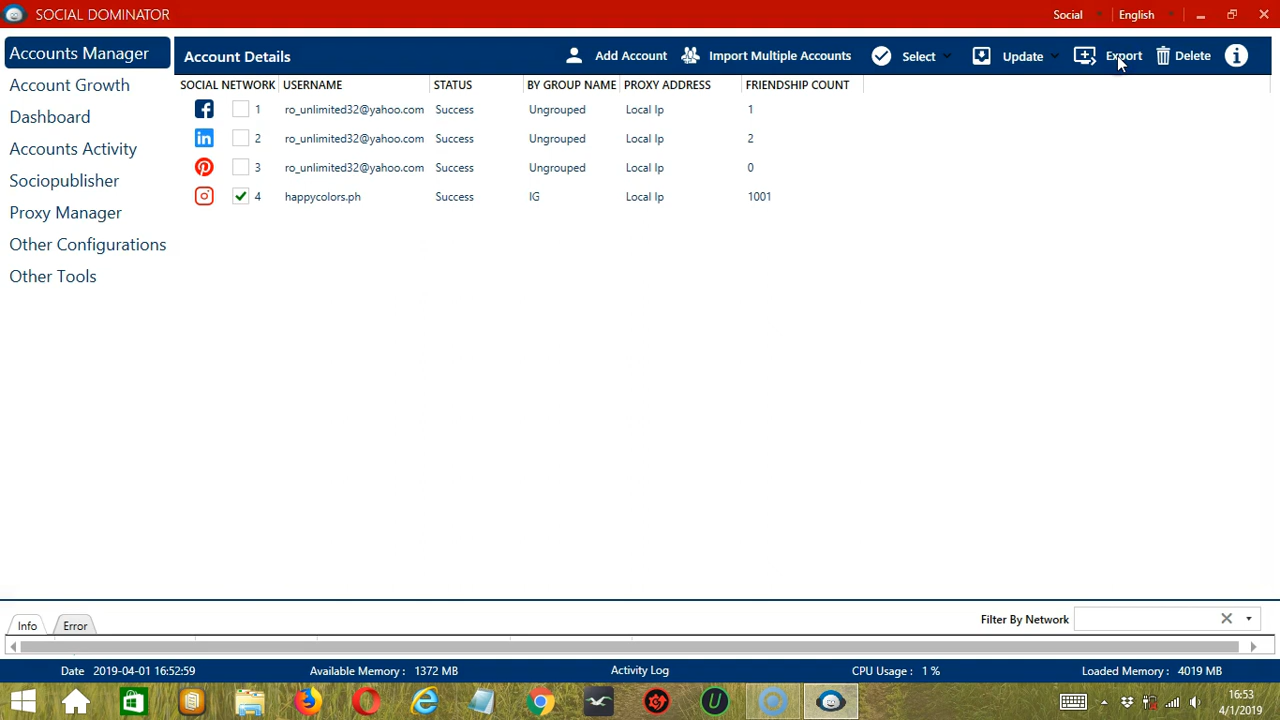 SOCIAL DOMINATOR Social English
Accounts Manager
Account Growth
Dashboard
Accounts Activity
Sociopublisher
Proxy Manager
Other Configurations
Other Tools
Account Details Add Account Import Multiple Accounts Select Update Export Delete
SOCIAL NETWORK USERNAME STATUS BY GROUP NAME PROXY ADDRESS FRIENDSHIP COUNT
1 ro_unlimited32@yahoo.com Success Ungrouped Local Ip 1
2 ro_unlimited32@yahoo.com Success Ungrouped Local Ip 2
3 ro_unlimited32@yahoo.com Success Ungrouped Local Ip 0
4 happycolors.ph Success IG Local Ip 1001
Info Error Filter By Network
Date 2019-04-01 16:52:59 Available Memory : 1372 MB Activity Log CPU Usage : 1 % Loaded Memory : 4019 MB
16:53
4/1/2019